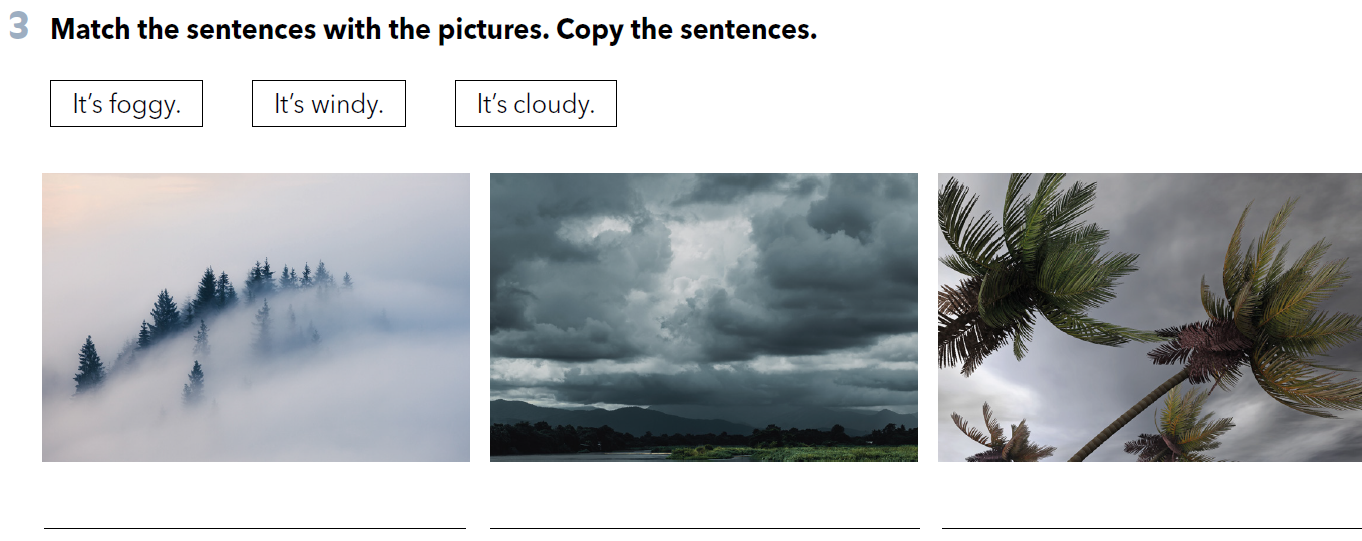 3 Match the sentences with the pictures. Copy the sentences.
It's foggy. It's windy. It's cloudy.